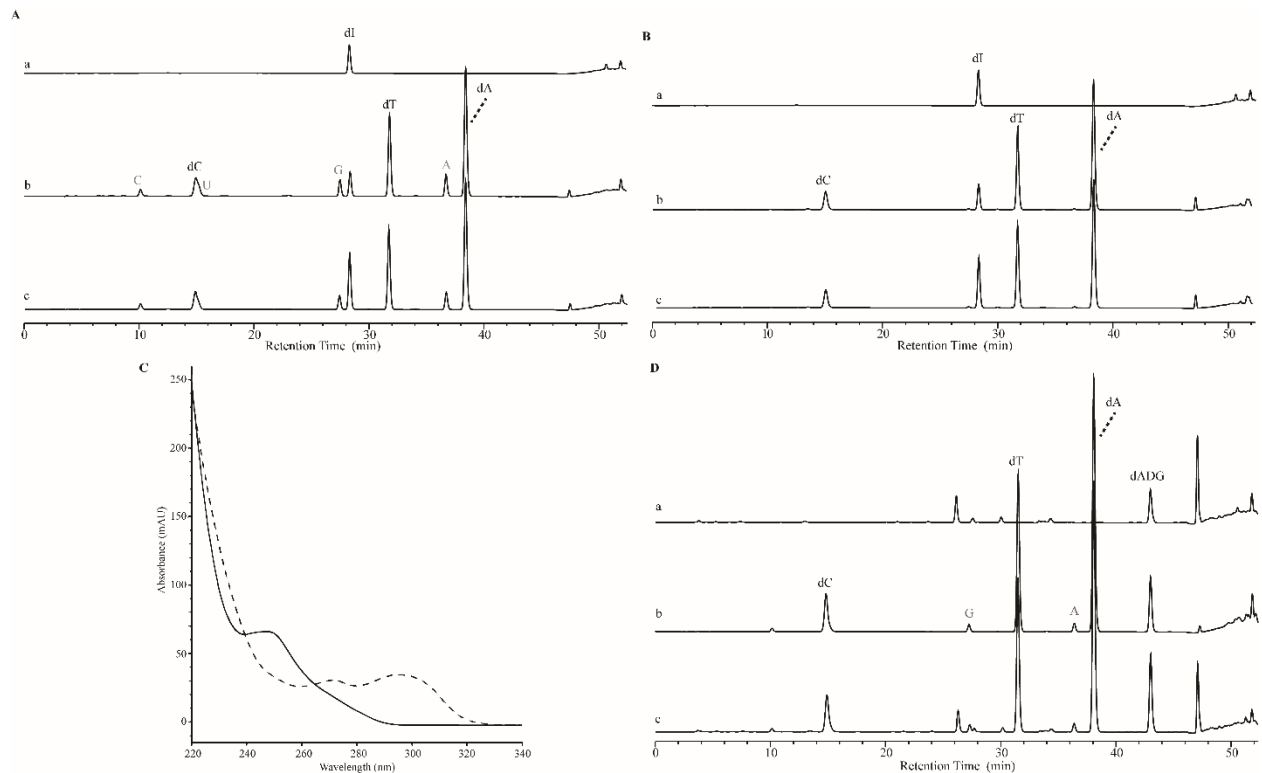 A
dI
a
dT
dA
C
dC
U
G
A
b
c
0 10 20 30 40 50
Retention Time (min)
B
dI
a
dT
dA
dC
b
c
0 10 20 30 40 50
Retention Time (min)
C
250
200
150
100
50
0
Absorbance (mAU)
220 240 260 280 300 320 340
Wavelength (nm)
D
dA
dT
dADG
a
dC
G
A
b
c
0 10 20 30 40 50
Retention Time (min)